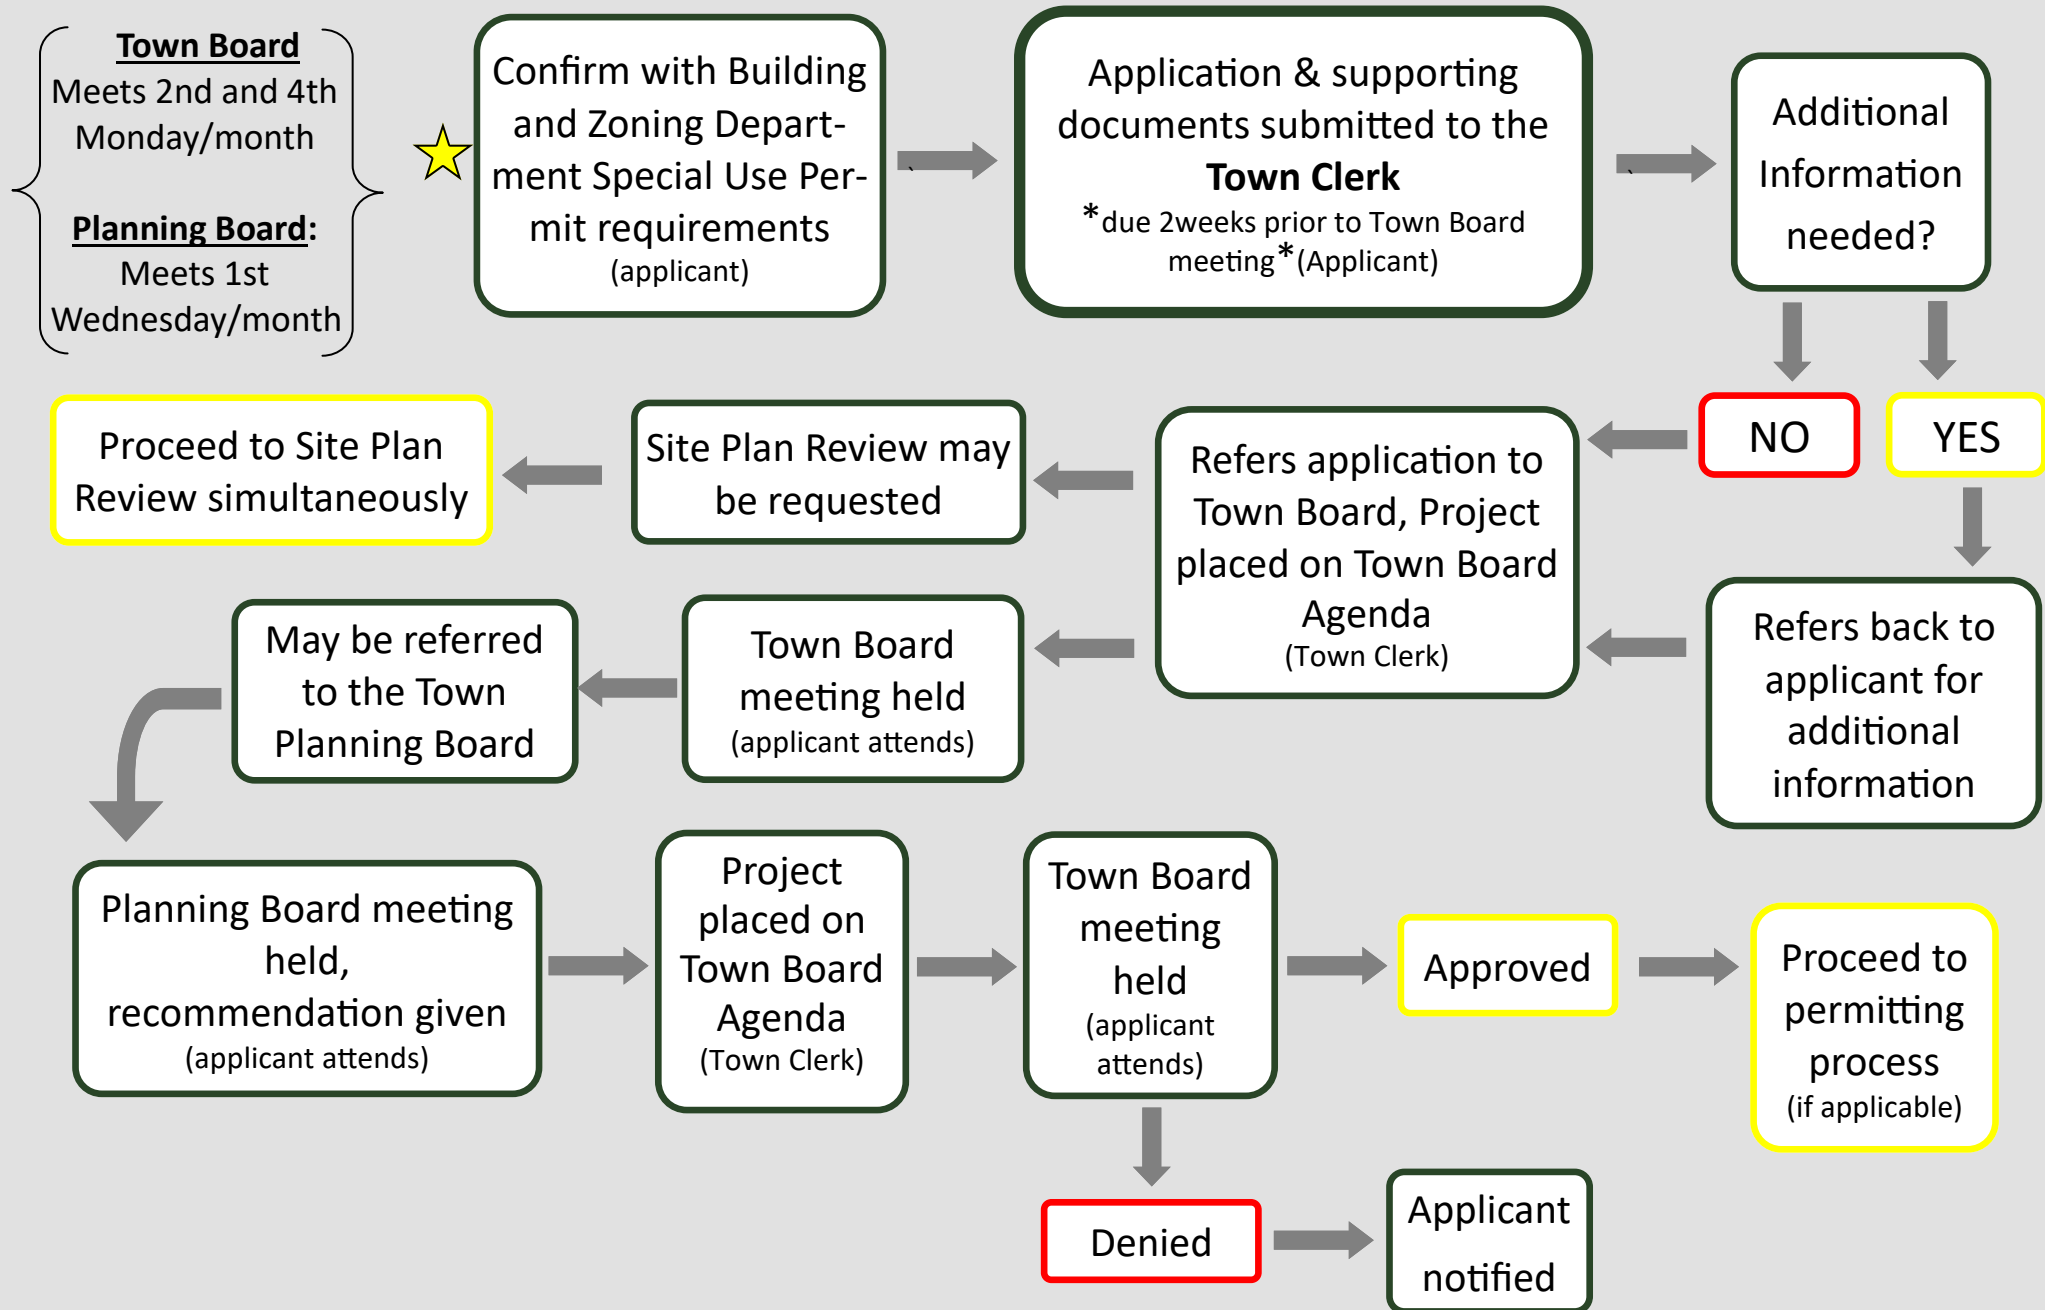 Town Board
Meets 2nd and 4th
Monday/month
Planning Board:
Meets 1st
Wednesday/month
Confirm with Building
and Zoning Depart-
ment Special Use Per-
mit requirements
(applicant)
Application & supporting
documents submitted to the
Town Clerk
*due 2weeks prior to Town Board
meeting*(Applicant)
Additional
Information
needed?
NO
YES
Refers back to
applicant for
additional
information
Refers application to
Town Board, Project
placed on Town Board
Agenda
(Town Clerk)
Site Plan Review may
be requested
Proceed to Site Plan
Review simultaneously
Town Board
meeting held
(applicant attends)
May be referred
to the Town
Planning Board
Planning Board meeting
held,
recommendation given
(applicant attends)
Project
placed on
Town Board
Agenda
(Town Clerk)
Town Board
meeting
held
(applicant
attends)
Approved
Proceed to
permitting
process
(if applicable)
Denied
Applicant
notified